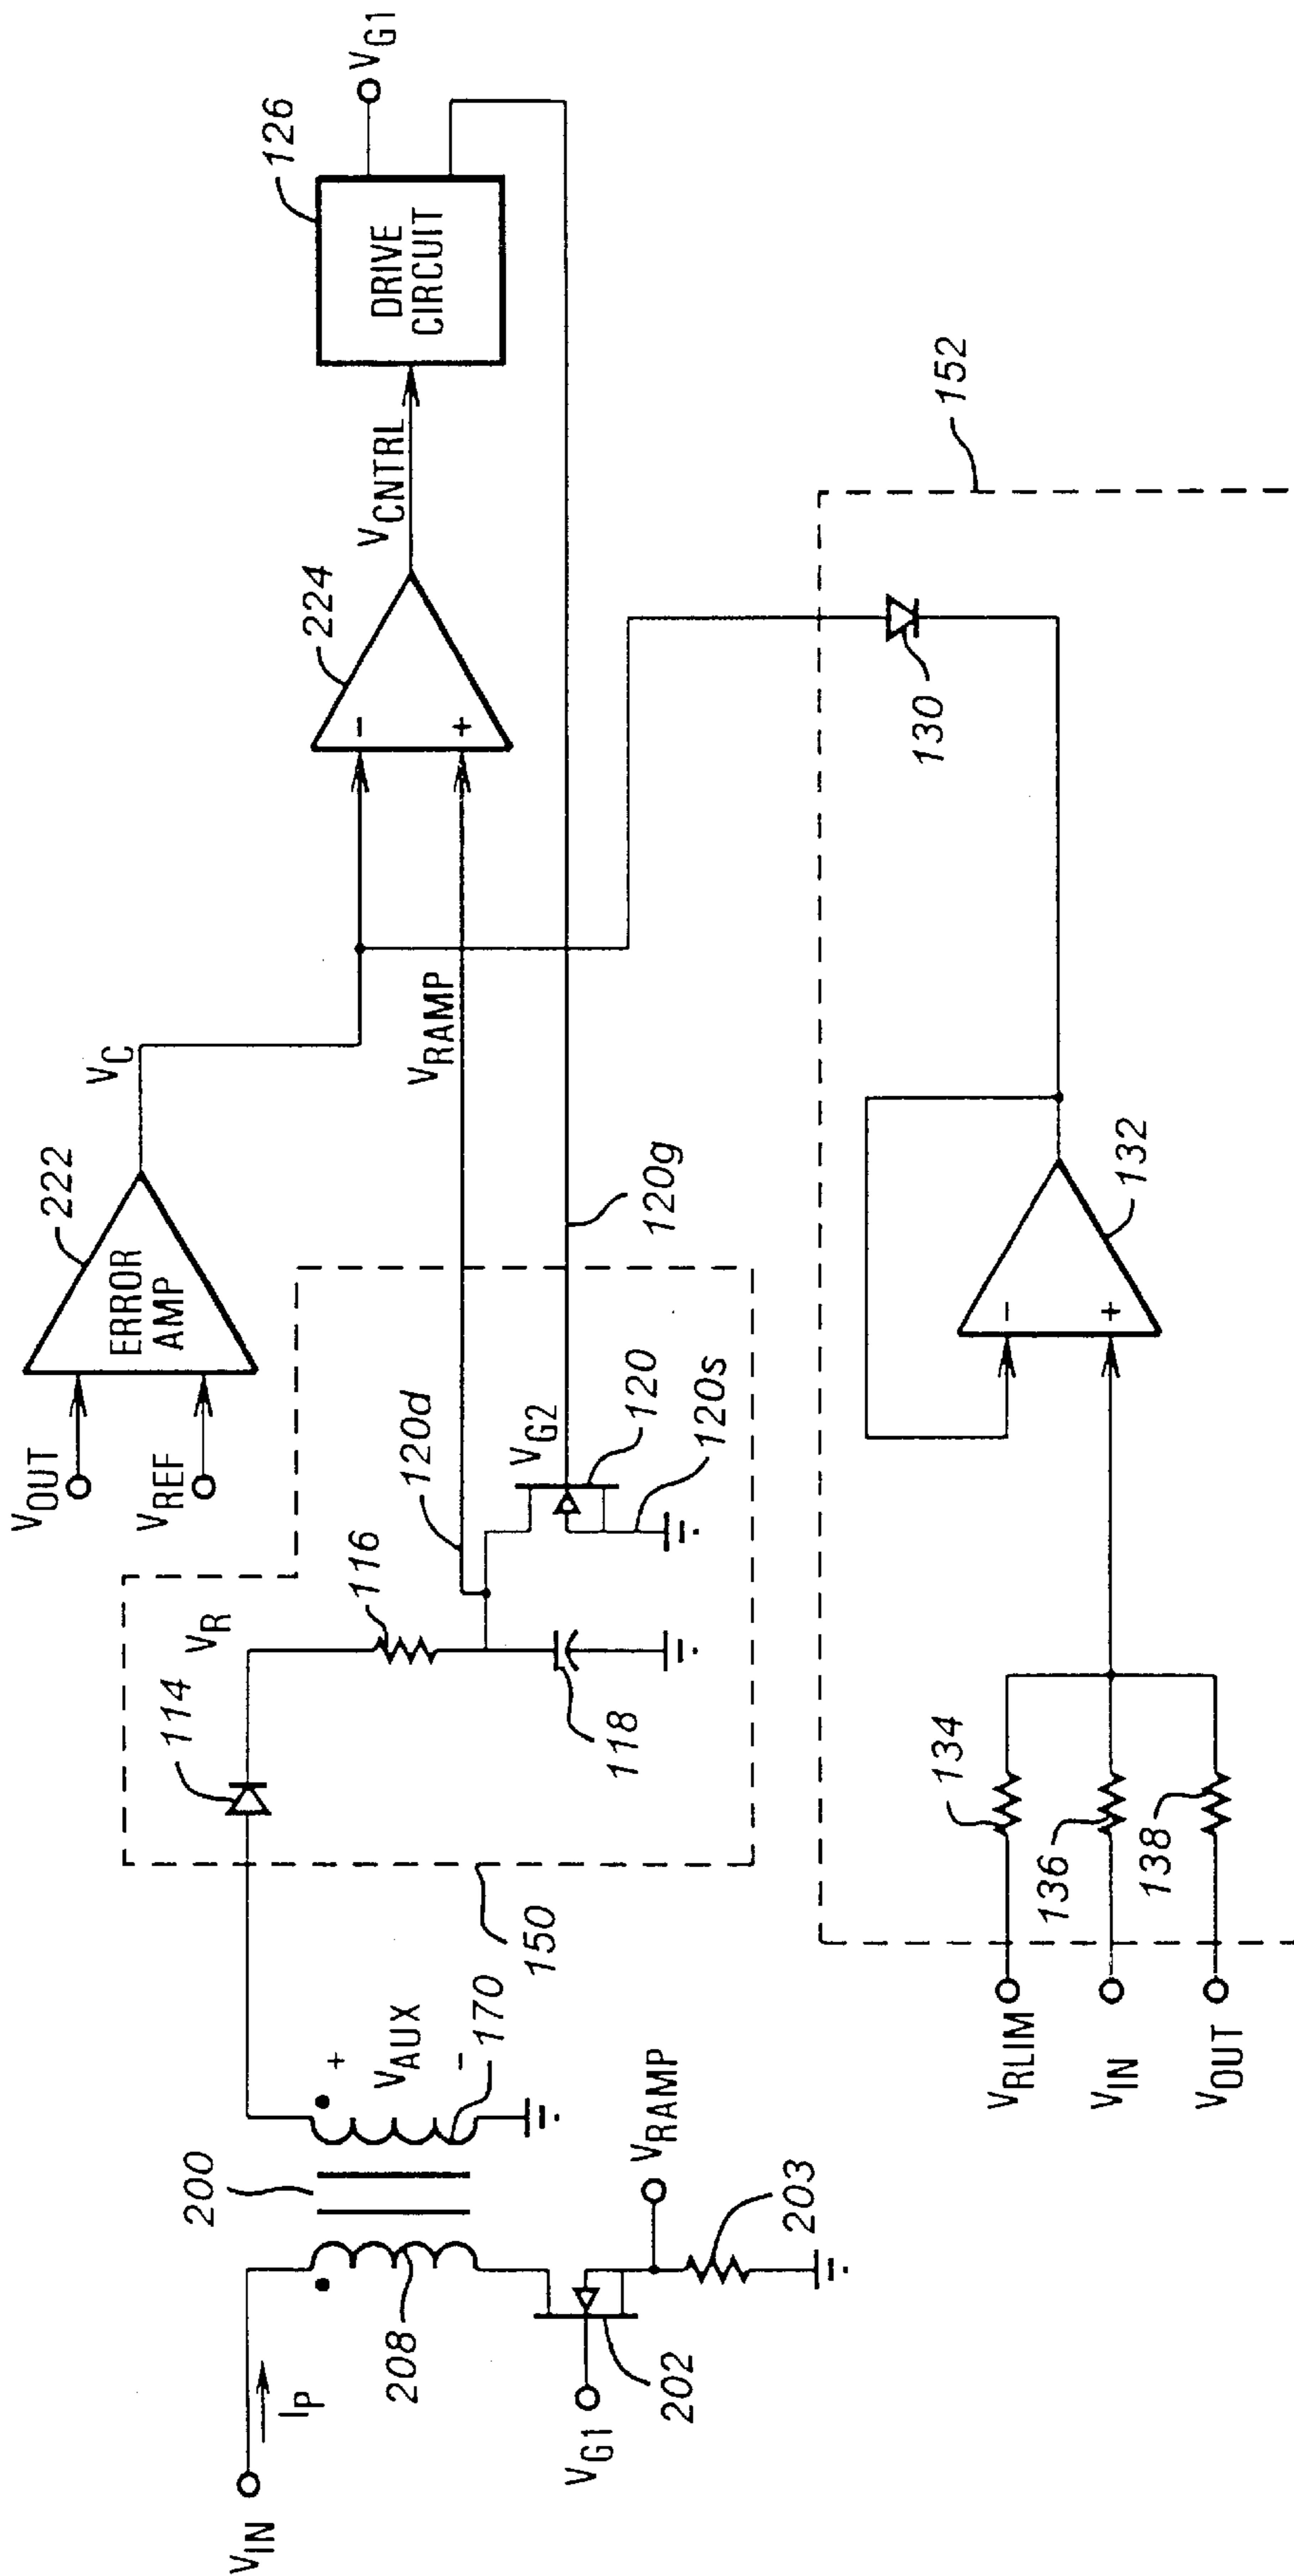 V_IN
I_P
200
208
V_AUX
+
−
170
V_G1
202
V_RAMP
203
114
V_R
116
118
150
120d
V_G2
120
120s
120g
V_OUT
V_REF
ERROR
AMP
222
V_C
V_RAMP
−
+
224
V_CNTRL
DRIVE
CIRCUIT
126
V_G1
V_RLIM
V_IN
V_OUT
134
136
138
−
+
132
130
152